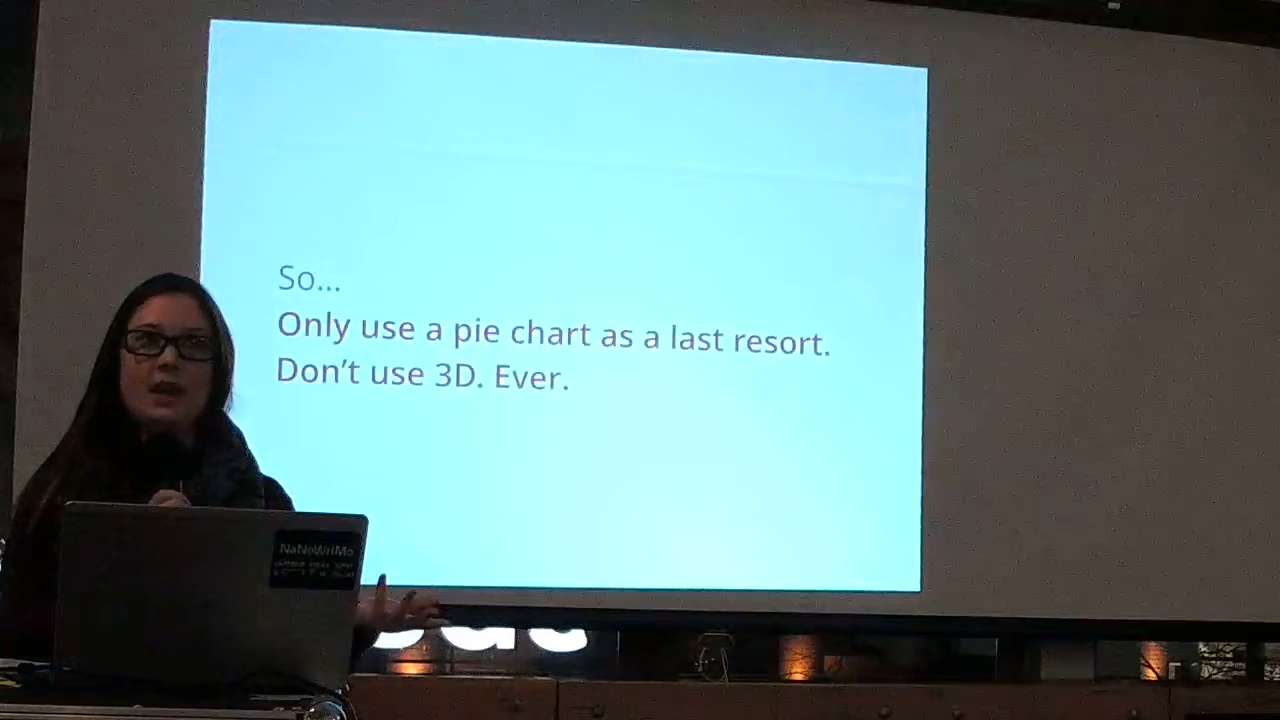 So...
Only use a pie chart as a last resort.
Don't use 3D. Ever.
NaNoWriMo